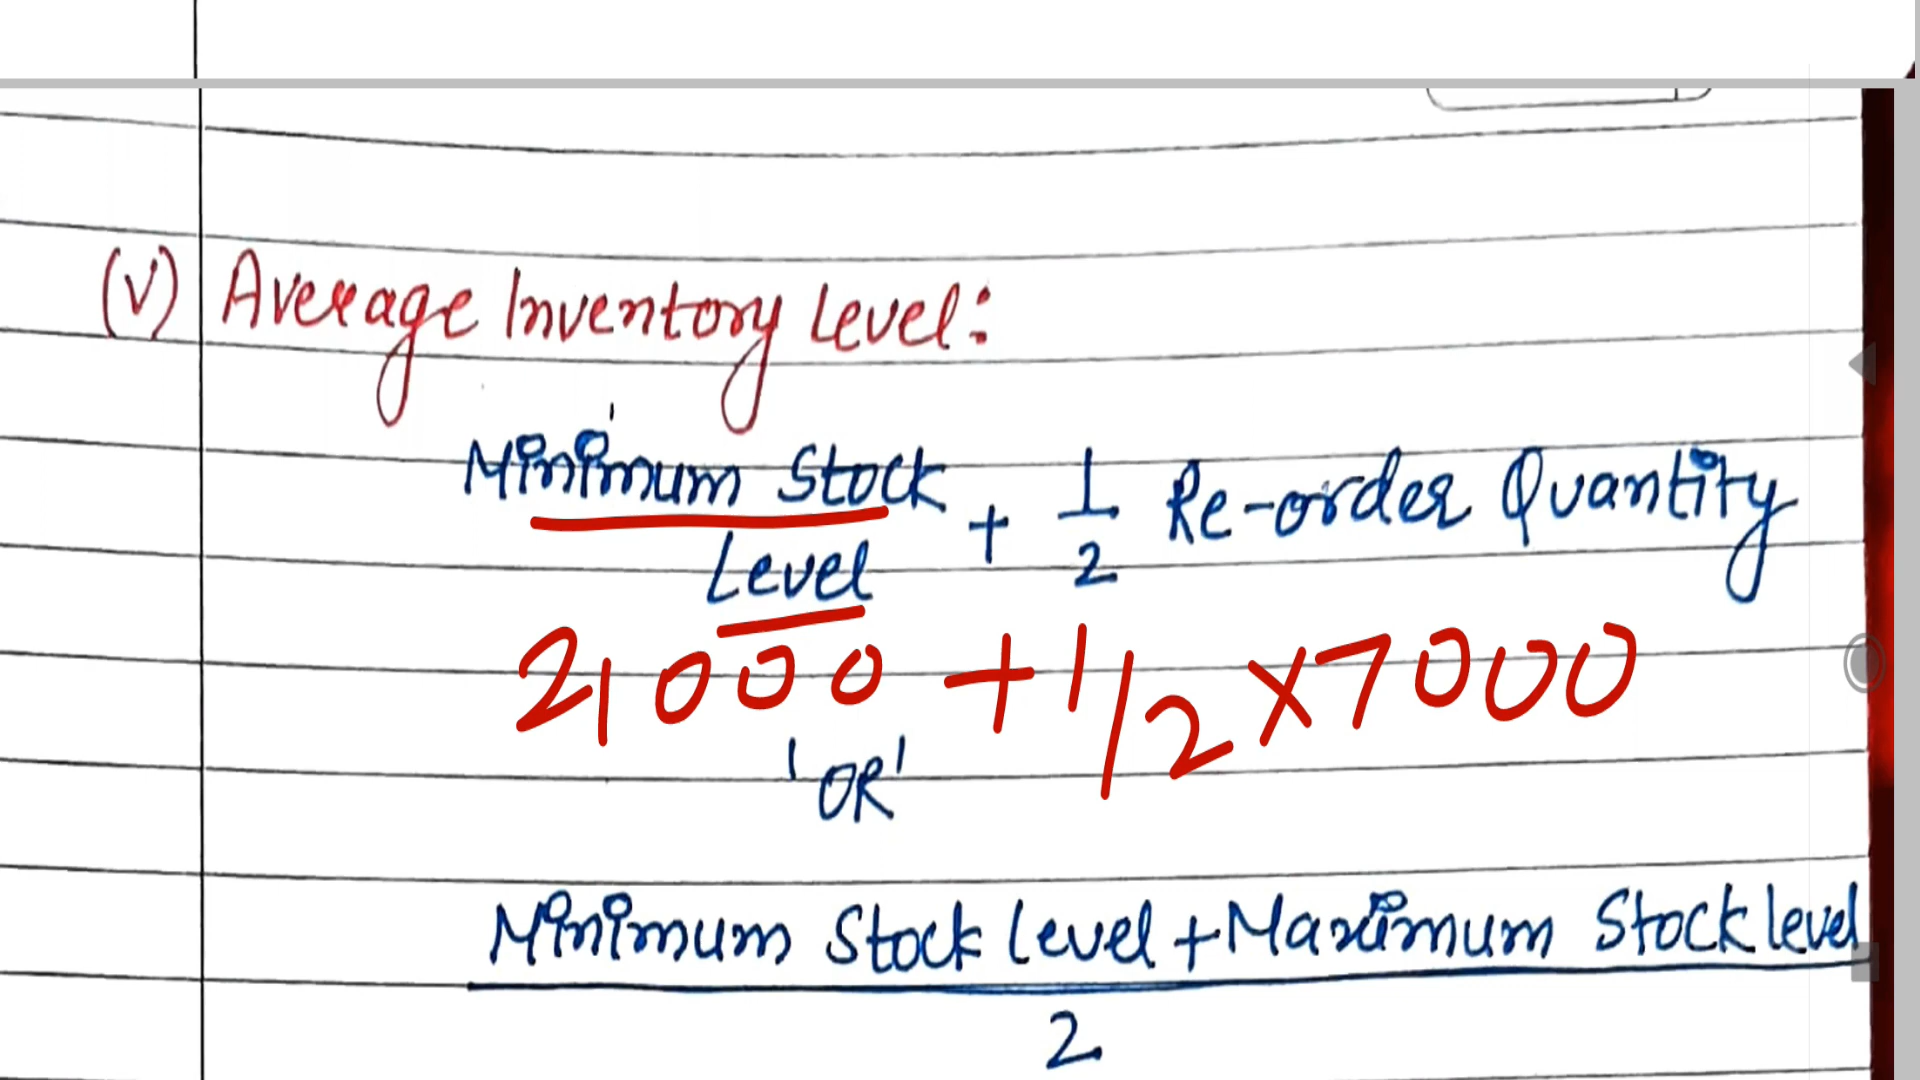 (V) Average Inventory Level:
Minimum Stock Level + 1/2 Re-order Quantity
21000 + 1/2 × 7000
'OR'
Minimum Stock Level + Maximum Stock level
2